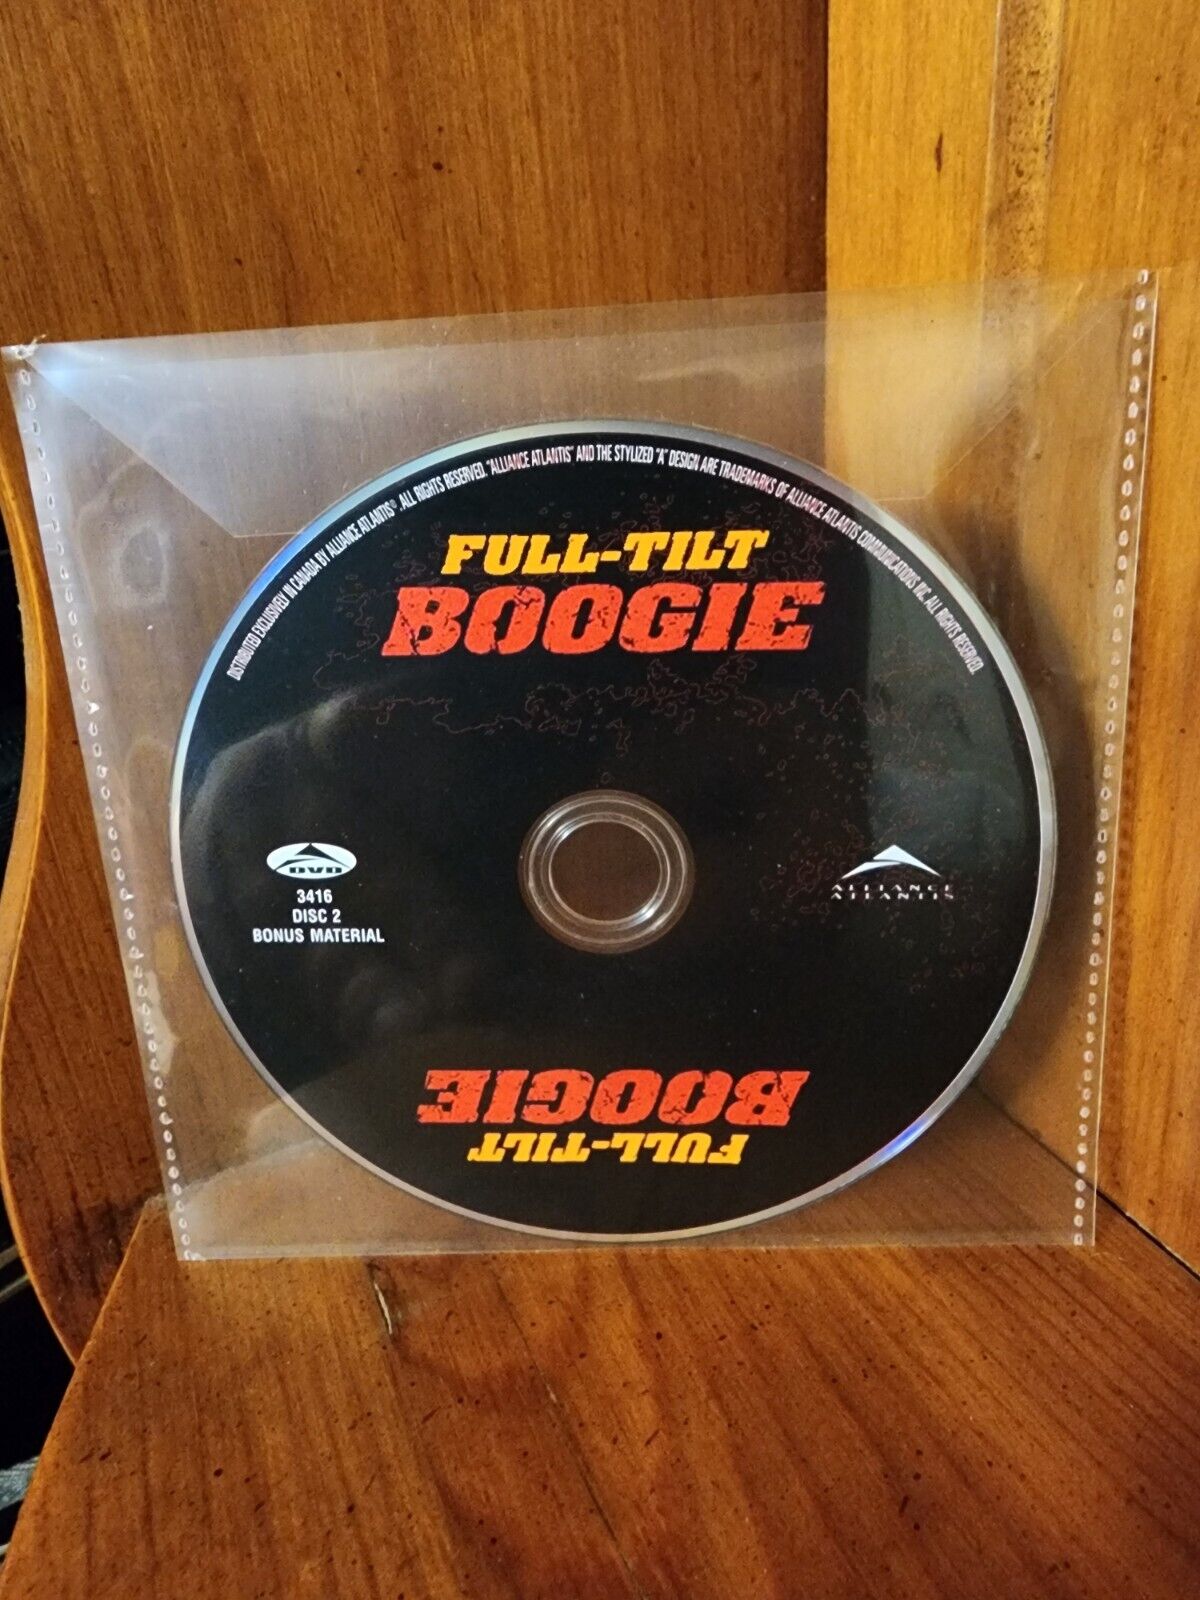 DISTRIBUTED EXCLUSIVELY IN CANADA BY ALLIANCE ATLANTIS®. ALL RIGHTS RESERVED. "ALLIANCE ATLANTIS" AND THE STYLIZED "A" DESIGN ARE TRADEMARKS OF ALLIANCE ATLANTIS COMMUNICATIONS INC. ALL RIGHTS RESERVED.
FULL-TILT
BOOGIE
DVD
3416
DISC 2
BONUS MATERIAL
ALLIANCE
ATLANTIS
BOOGIE
FULL-TILT